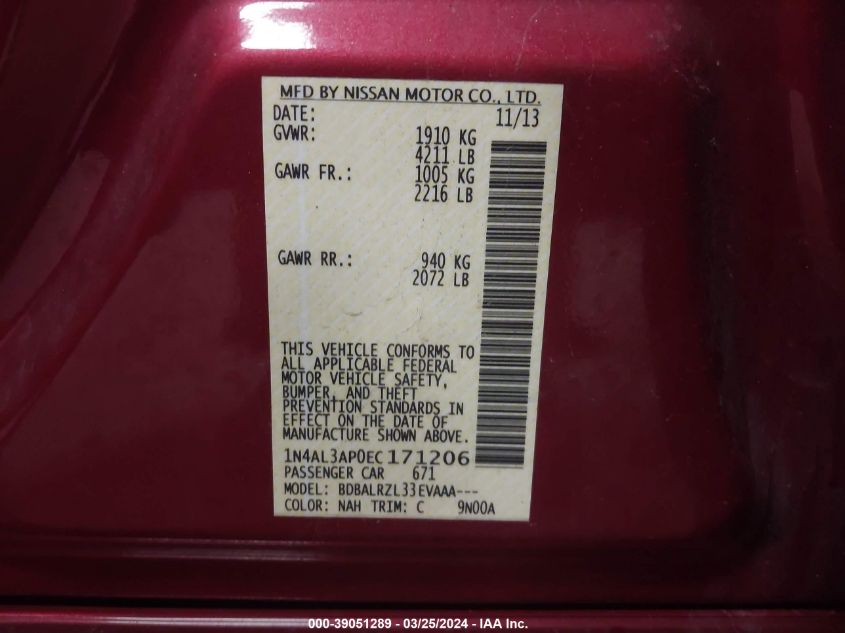 MFD BY NISSAN MOTOR CO., LTD.
DATE: 11/13
GVWR: 1910 KG
4211 LB
GAWR FR.: 1005 KG
2216 LB
GAWR RR.: 940 KG
2072 LB
THIS VEHICLE CONFORMS TO
ALL APPLICABLE FEDERAL
MOTOR VEHICLE SAFETY,
BUMPER, AND THEFT
PREVENTION STANDARDS IN
EFFECT ON THE DATE OF
MANUFACTURE SHOWN ABOVE.
1N4AL3AP0EC171206
PASSENGER CAR 671
MODEL: BDBALRZL33EVAAA---
COLOR: NAH TRIM: C 9N00A
000-39051289 - 03/25/2024 - IAA Inc.